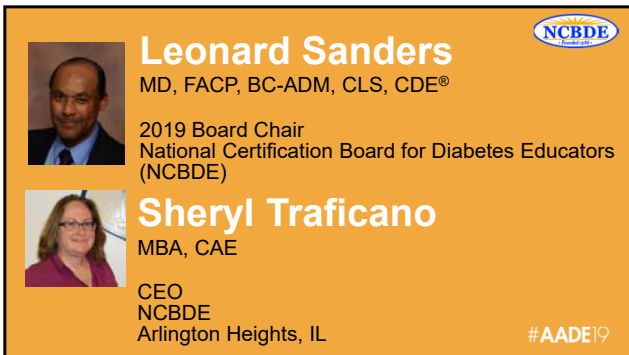 NCBDE
Founded 1986
Leonard Sanders
MD, FACP, BC-ADM, CLS, CDE®
2019 Board Chair
National Certification Board for Diabetes Educators
(NCBDE)
Sheryl Traficano
MBA, CAE
CEO
NCBDE
Arlington Heights, IL
#AADE19